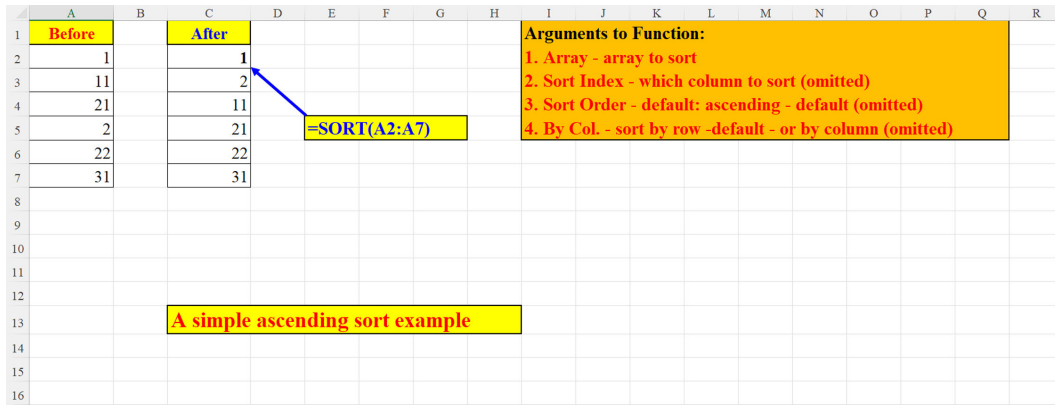 A B C D E F G H I J K L M N O P Q R
1 Before After Arguments to Function:
2 1 1 1. Array - array to sort
3 11 2 2. Sort Index - which column to sort (omitted)
4 21 11 3. Sort Order - default: ascending - default (omitted)
5 2 21 =SORT(A2:A7) 4. By Col. - sort by row -default - or by column (omitted)
6 22 22
7 31 31
8
9
10
11
12
13 A simple ascending sort example
14
15
16